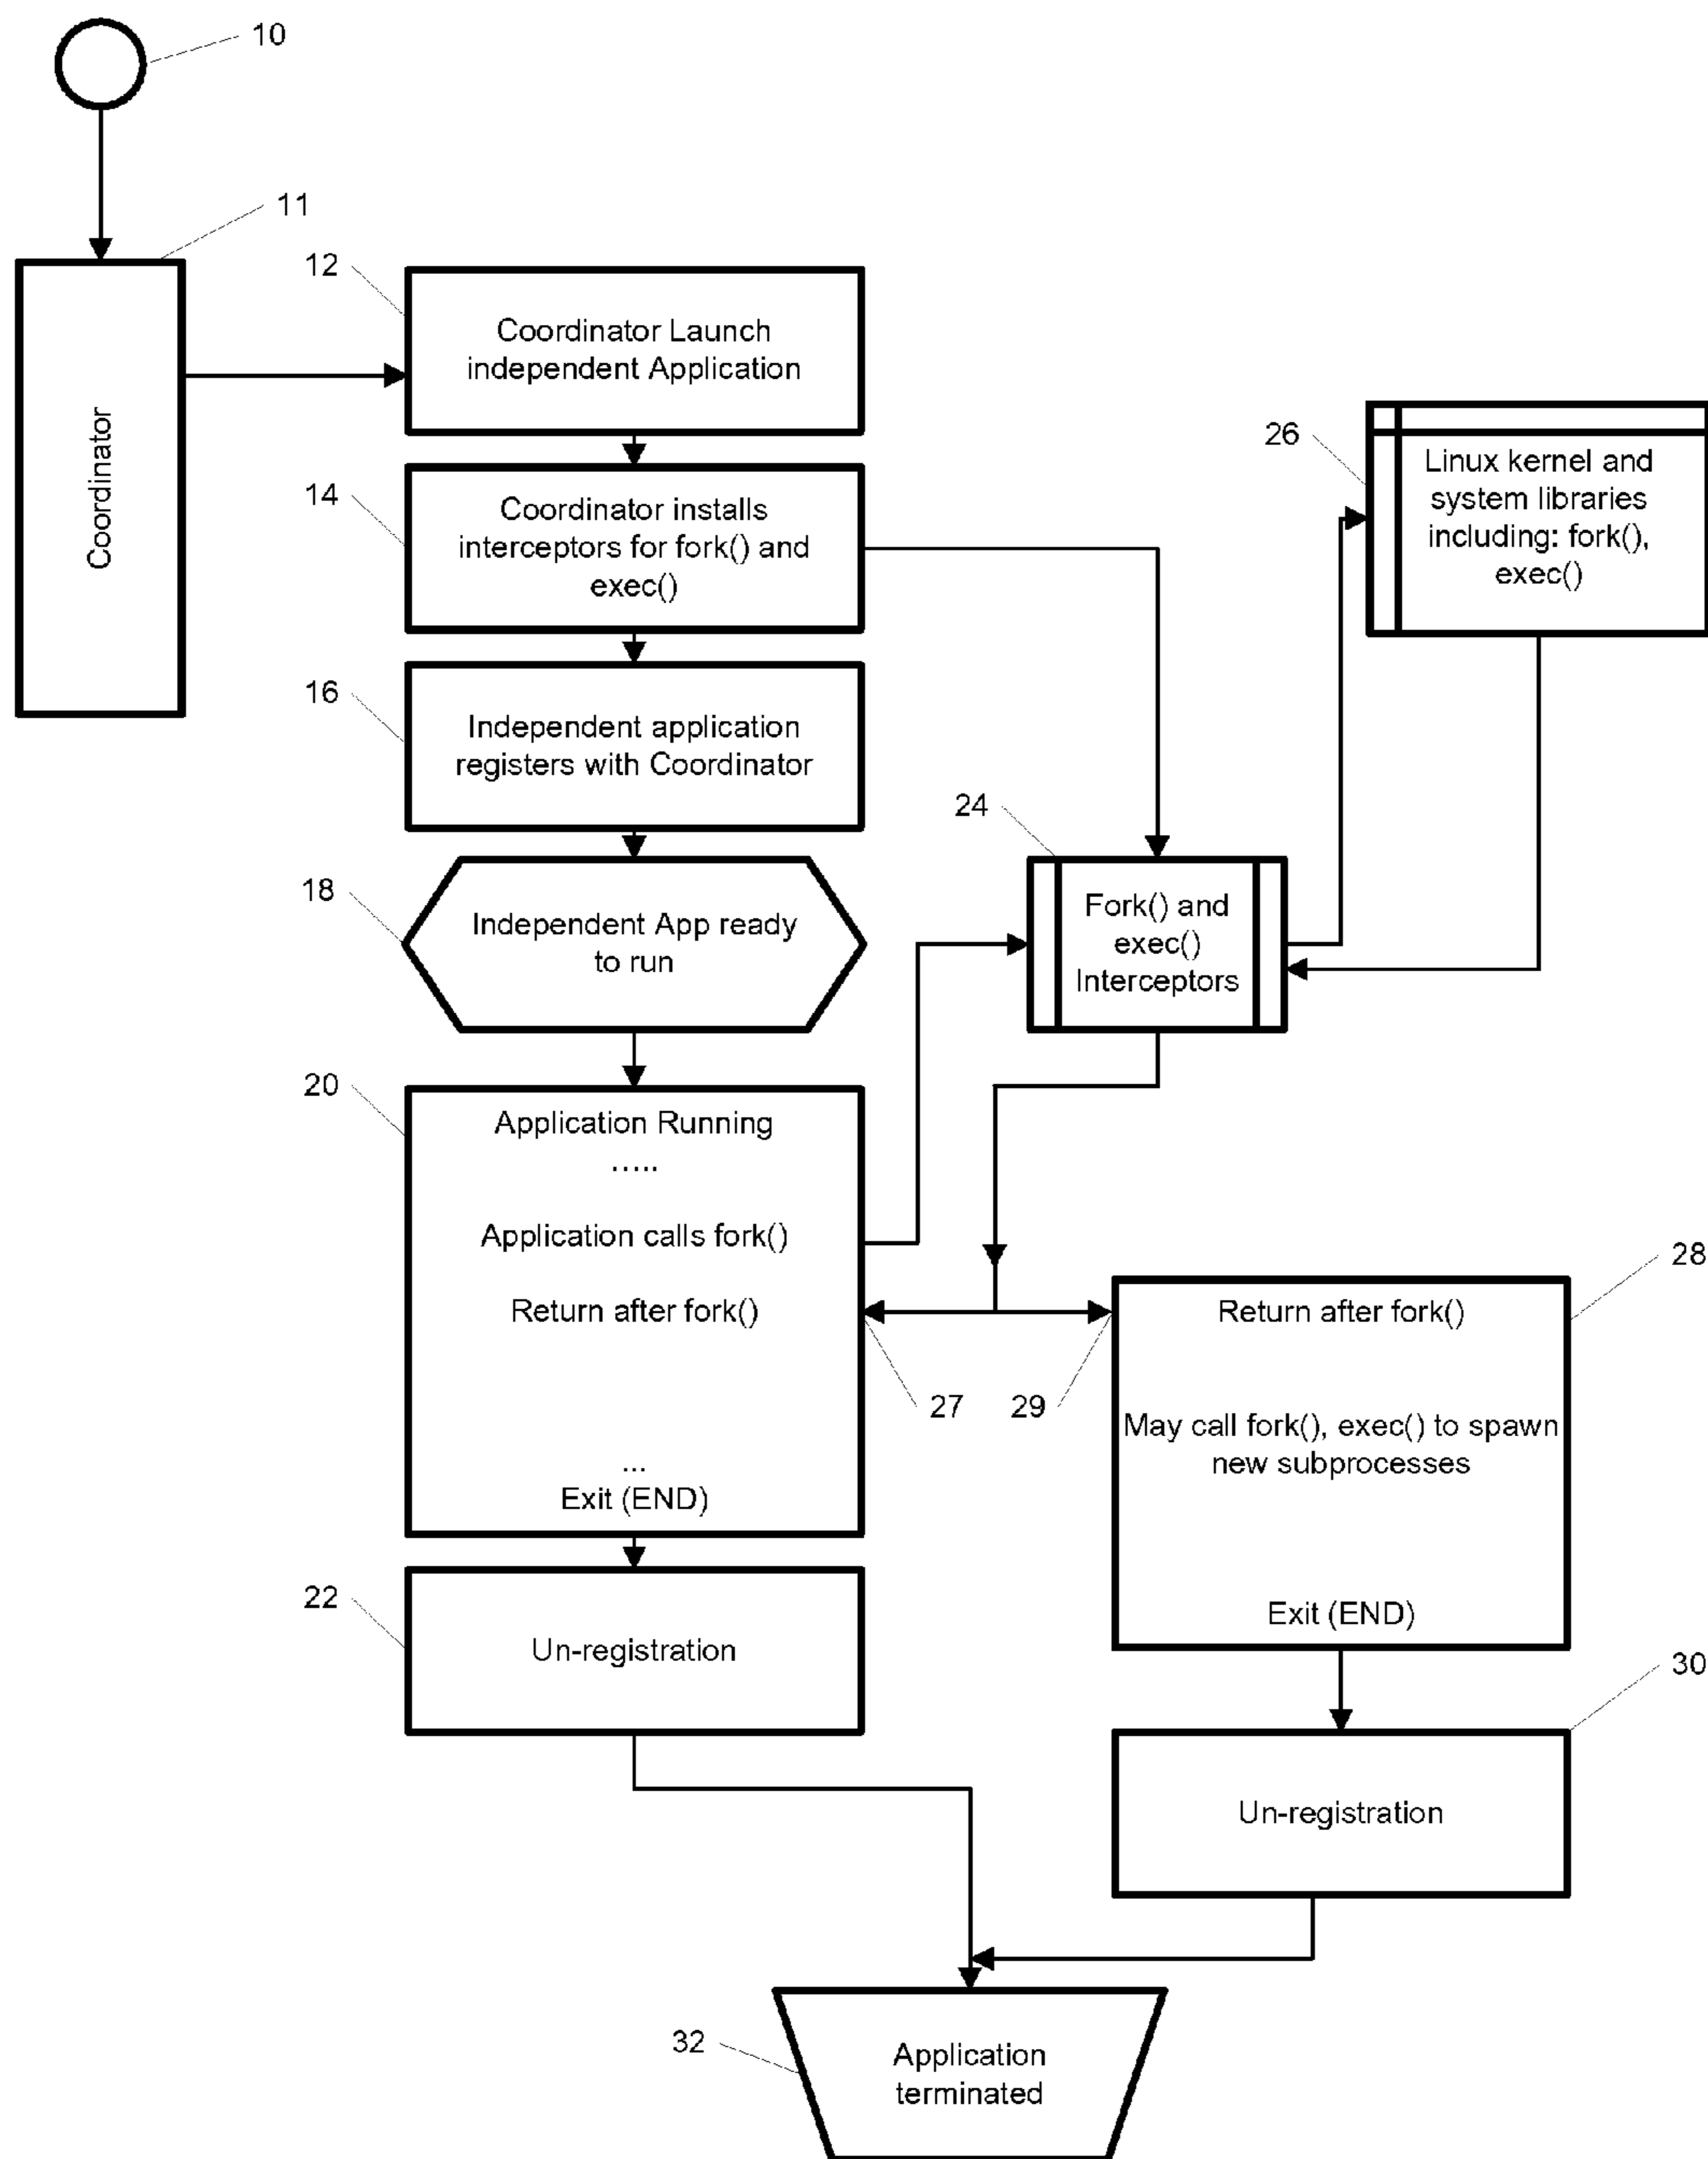 10
11
Coordinator
12
Coordinator Launch
independent Application
14
Coordinator installs
interceptors for fork() and
exec()
16
Independent application
registers with Coordinator
18
Independent App ready
to run
20
Application Running
.....
Application calls fork()
Return after fork()
...
Exit (END)
22
Un-registration
24
Fork() and
exec()
Interceptors
26
Linux kernel and
system libraries
including: fork(),
exec()
27
29
28
Return after fork()
May call fork(), exec() to spawn
new subprocesses
Exit (END)
30
Un-registration
32
Application
terminated